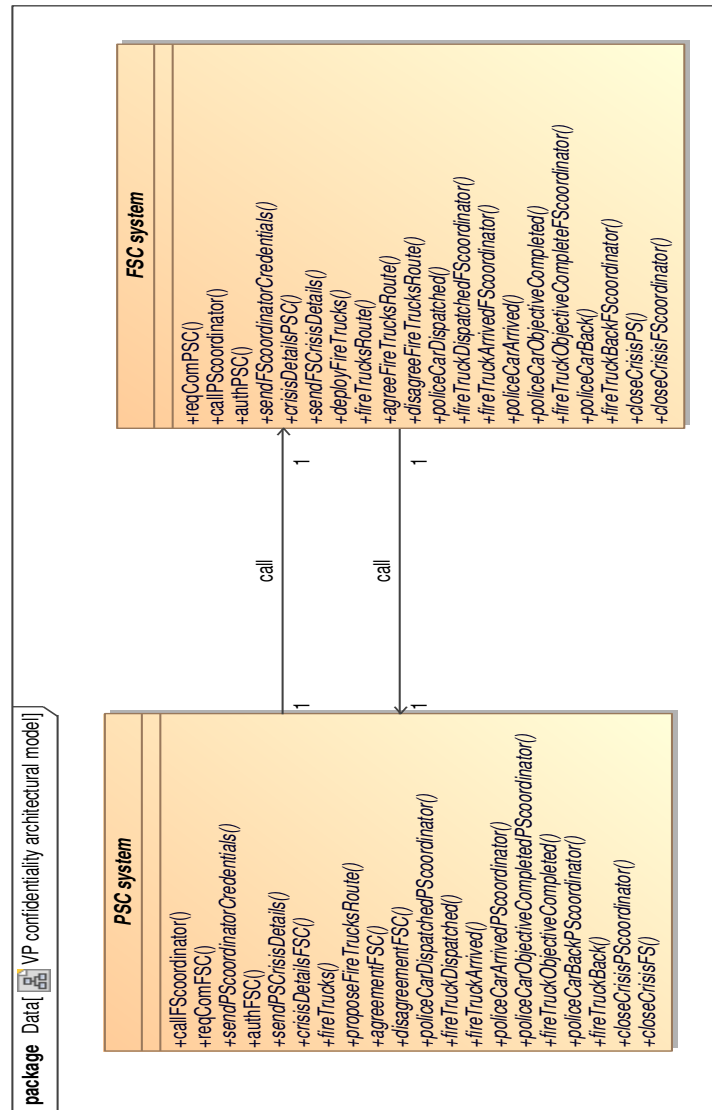 package Data[ VP confidentiality architectural model]
PSC system
+callFScoordinator()
+reqComFSC()
+sendPScoordinatorCredentials()
+authFSC()
+sendPSCrisisDetails()
+crisisDetailsFSC()
+fireTrucks()
+proposeFireTrucksRoute()
+agreementFSC()
+disagreementFSC()
+policeCarDispatchedPScoordinator()
+fireTruckDispatched()
+fireTruckArrived()
+policeCarArrivedPScoordinator()
+policeCarObjectiveCompletedPScoordinator()
+fireTruckObjectiveCompleted()
+policeCarBackPScoordinator()
+fireTruckBack()
+closeCrisisPScoordinator()
+closeCrisisFS()
1
call
1
1
call
1
FSC system
+reqComPSC()
+callPScoordinator()
+authPSC()
+sendFScoordinatorCredentials()
+crisisDetailsPSC()
+sendFSCrisisDetails()
+deployFireTrucks()
+fireTrucksRoute()
+agreeFireTrucksRoute()
+disagreeFireTrucksRoute()
+policeCarDispatched()
+fireTruckDispatchedFScoordinator()
+fireTruckArrivedFScoordinator()
+policeCarArrived()
+policeCarObjectiveCompleted()
+fireTruckObjectiveCompleteFScoordinator()
+policeCarBack()
+fireTruckBackFScoordinator()
+closeCrisisPS()
+closeCrisisFScoordinator()